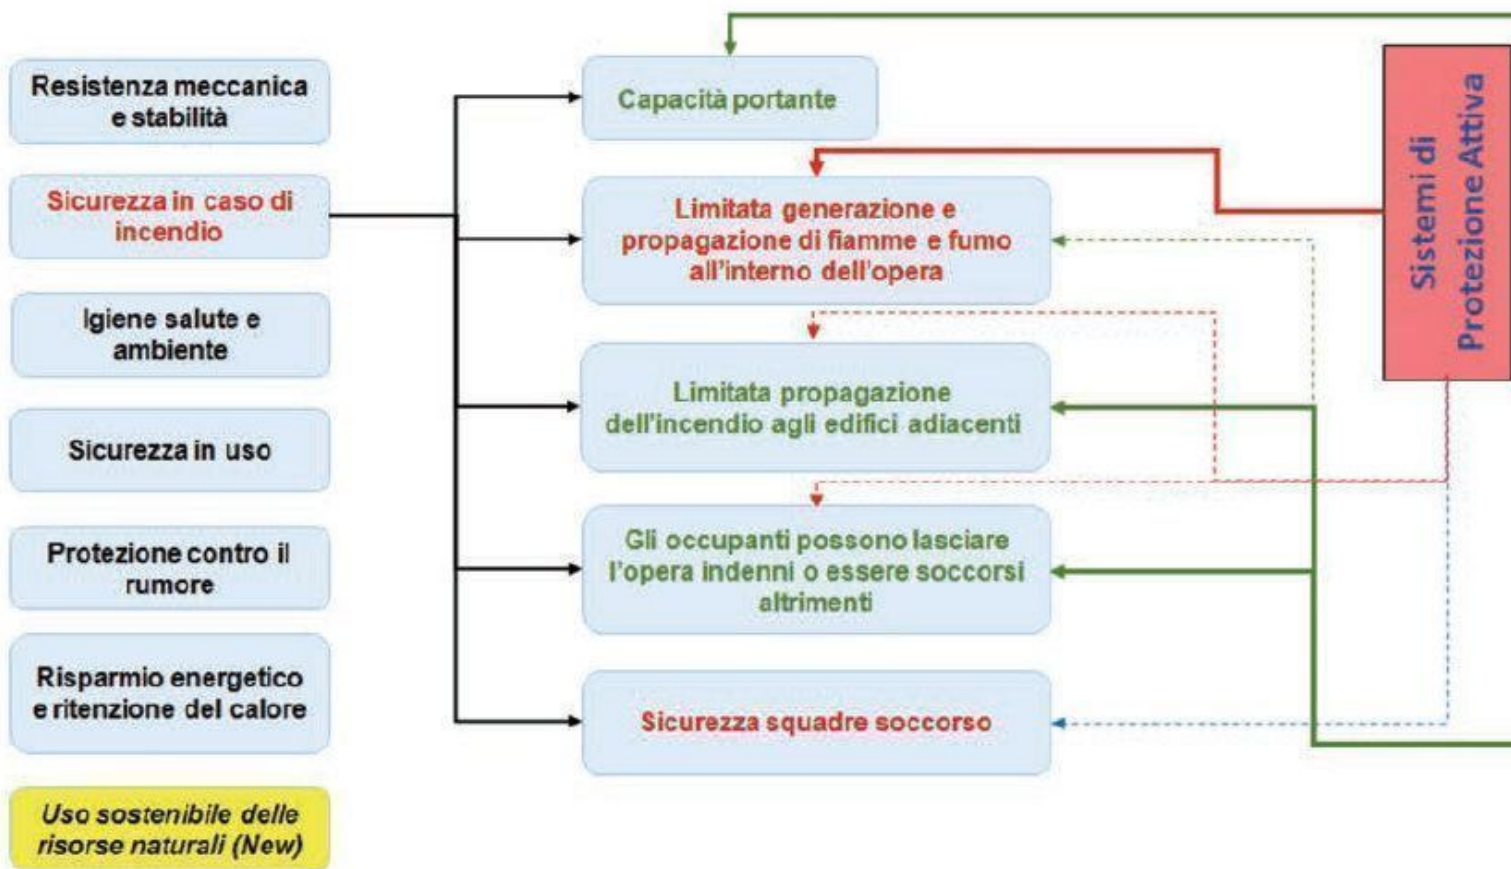 Resistenza meccanica
e stabilità
Sicurezza in caso di
incendio
Igiene salute e
ambiente
Sicurezza in uso
Protezione contro il
rumore
Risparmio energetico
e ritenzione del calore
Uso sostenibile delle
risorse naturali (New)
Capacità portante
Limitata generazione e
propagazione di fiamme e fumo
all'interno dell'opera
Limitata propagazione
dell'incendio agli edifici adiacenti
Gli occupanti possono lasciare
l'opera indenni o essere soccorsi
altrimenti
Sicurezza squadre soccorso
Sistemi di
Protezione Attiva